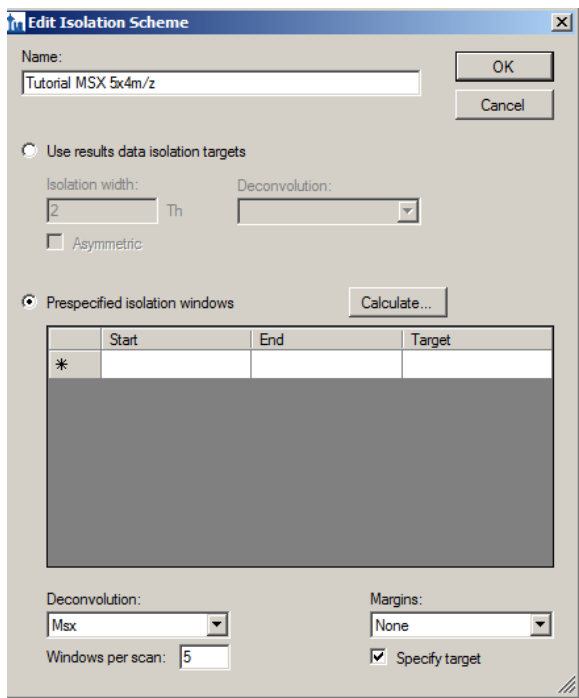 Edit Isolation Scheme
Name:
Tutorial MSX 5x4m/z
OK
Cancel
Use results data isolation targets
Isolation width:
Deconvolution:
2
Th
Asymmetric
Prespecified isolation windows
Calculate...
Start End Target
Deconvolution:
Margins:
Msx
None
Windows per scan: 5
Specify target